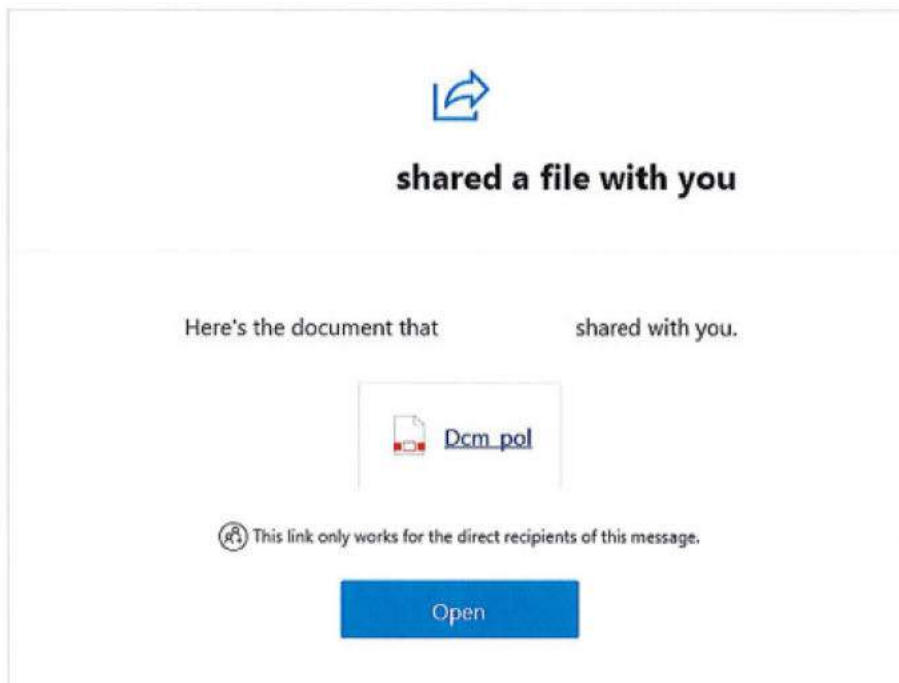 shared a file with you
Here's the document that shared with you.
Dcm pol
This link only works for the direct recipients of this message.
Open